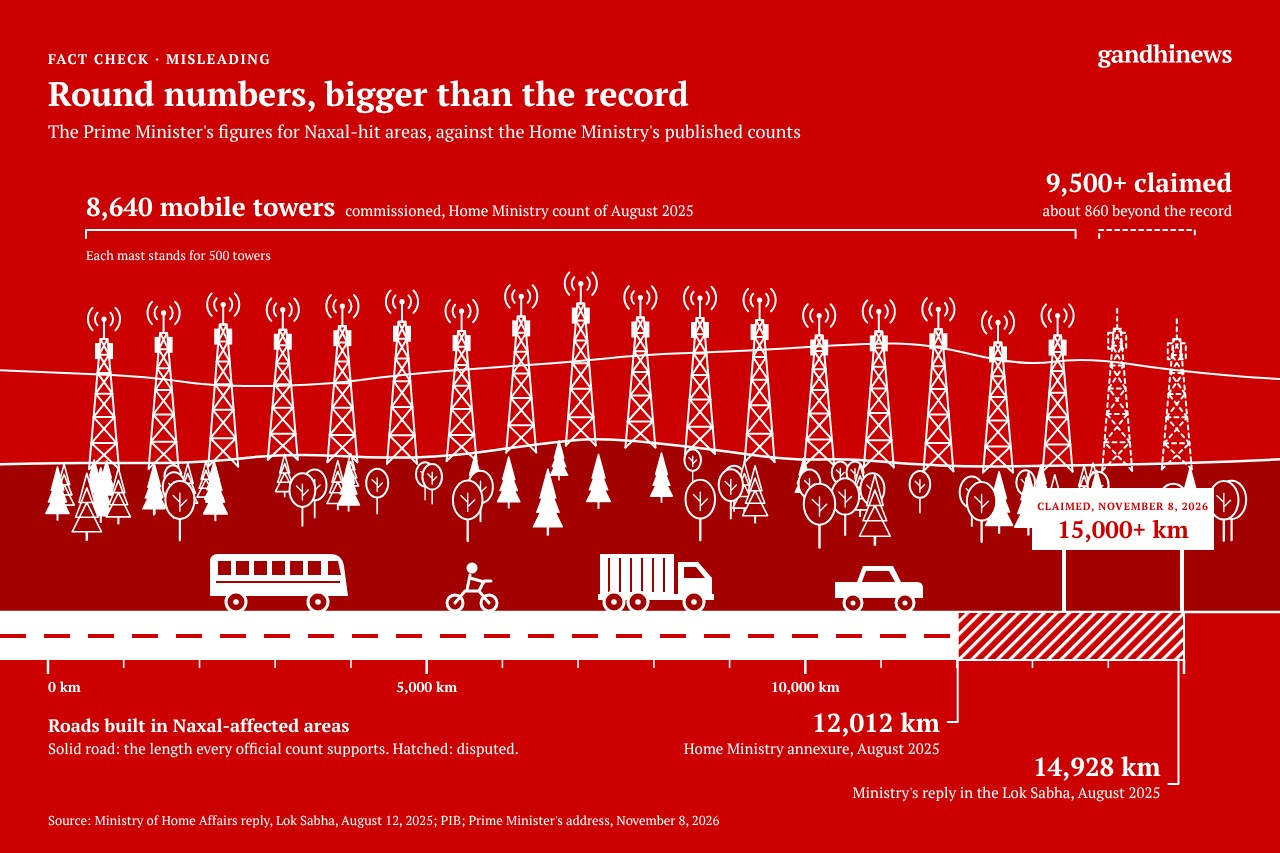 FACT CHECK · MISLEADING
gandhinews
Round numbers, bigger than the record
The Prime Minister's figures for Naxal-hit areas, against the Home Ministry's published counts
9,500+ claimed
8,640 mobile towers commissioned, Home Ministry count of August 2025
about 860 beyond the record
Each mast stands for 500 towers
CLAIMED, NOVEMBER 8, 2026
15,000+ km
0 km
5,000 km
10,000 km
Roads built in Naxal-affected areas
Solid road: the length every official count supports. Hatched: disputed.
12,012 km
Home Ministry annexure, August 2025
14,928 km
Ministry's reply in the Lok Sabha, August 2025
Source: Ministry of Home Affairs reply, Lok Sabha, August 12, 2025; PIB; Prime Minister's address, November 8, 2026